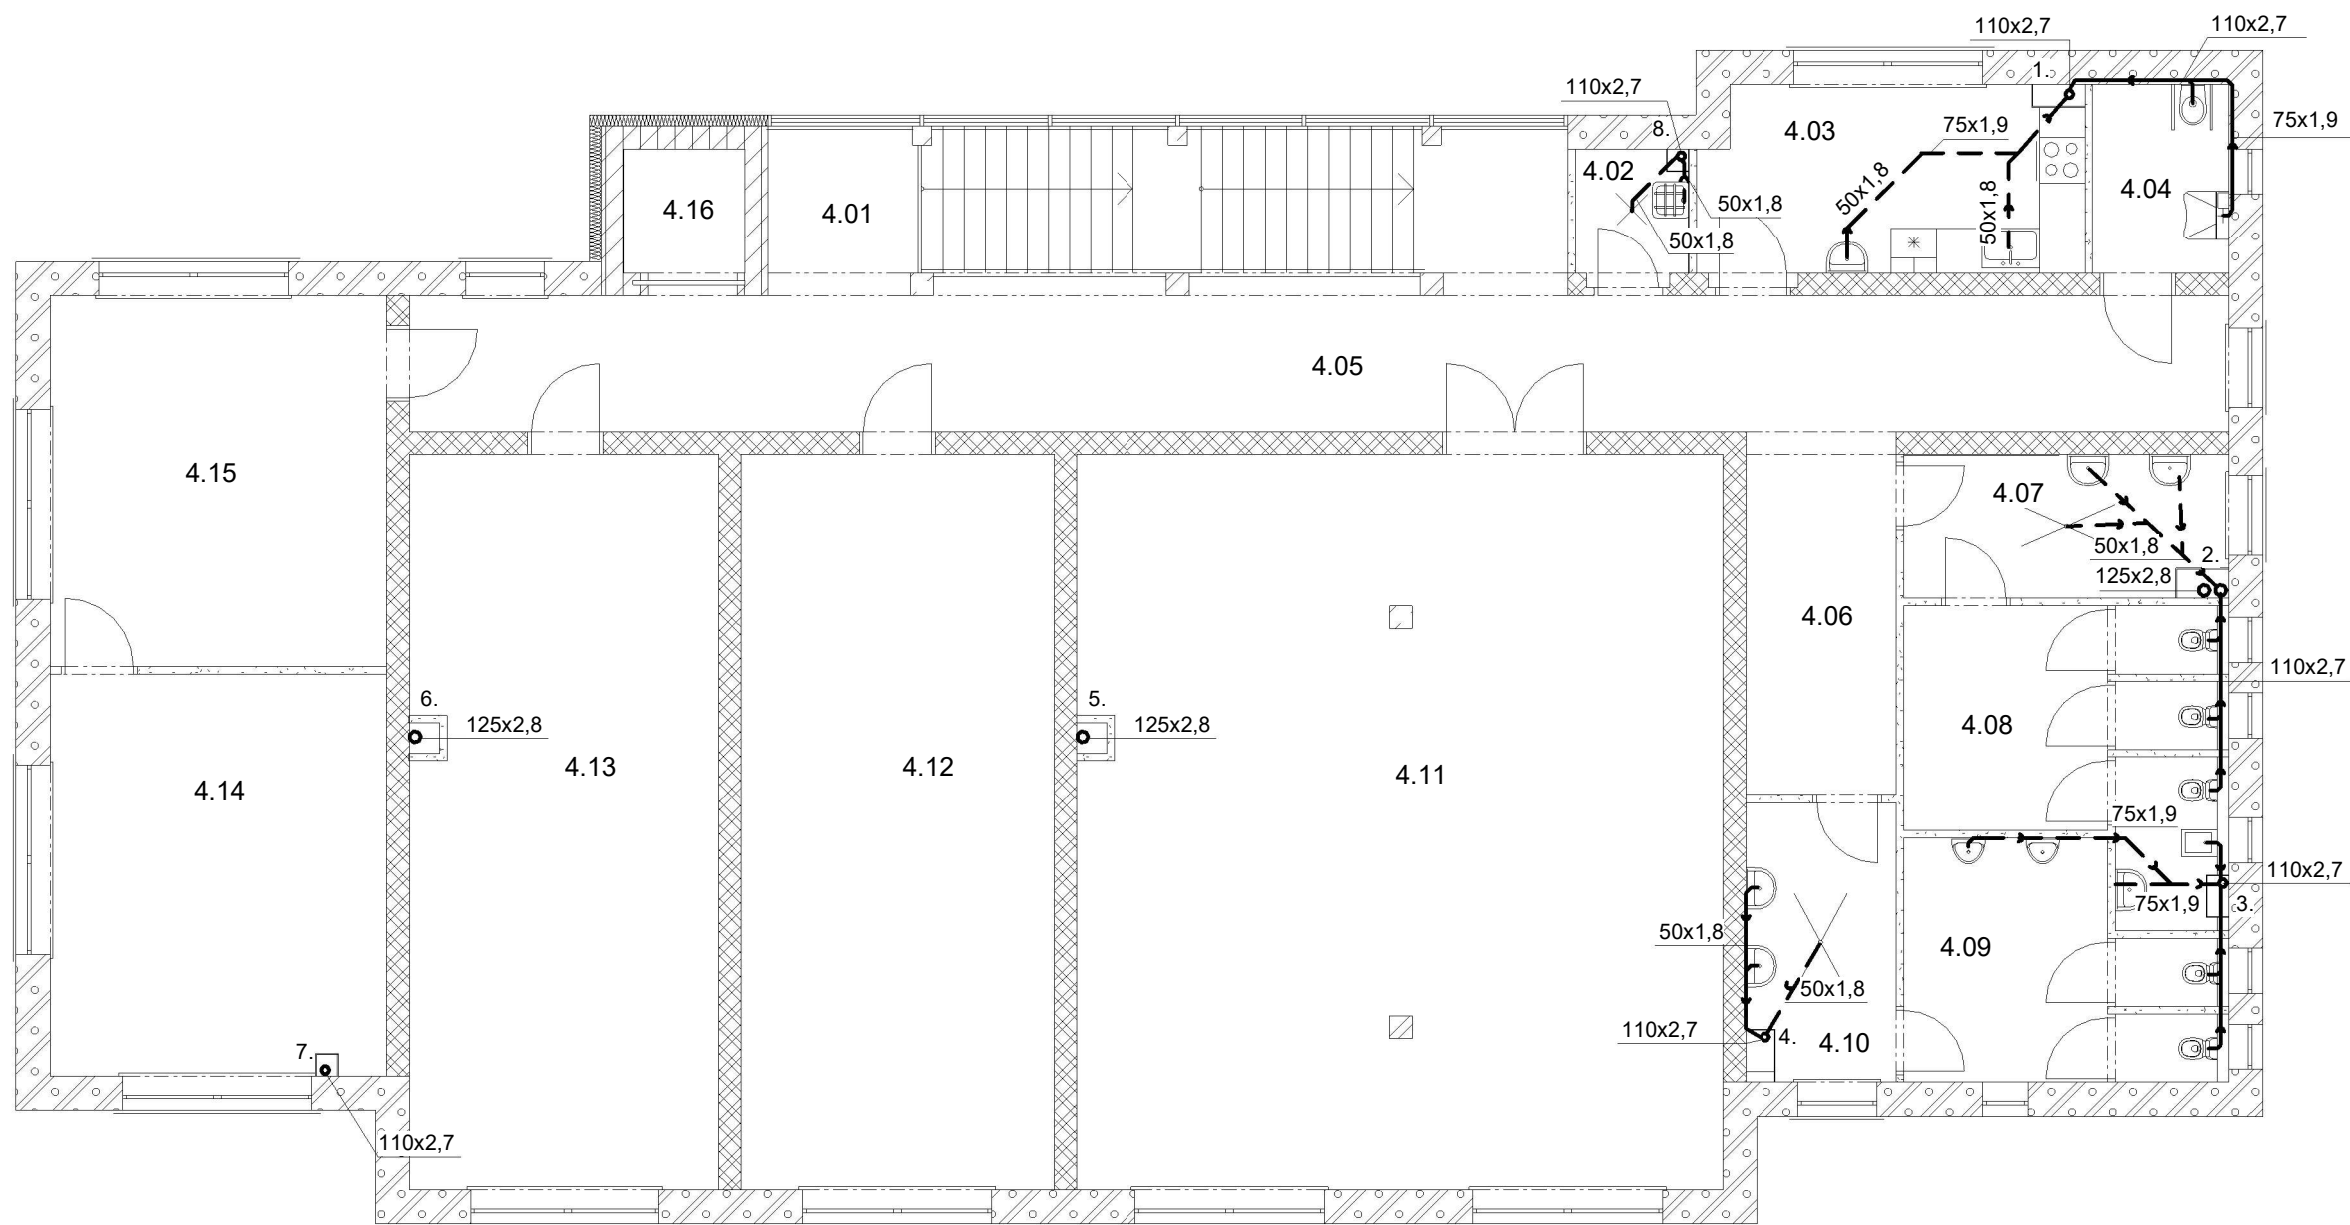 110x2,7
110x2,7
1.
110x2,7
75x1,9
8.
4.03
75x1,9
4.02
50x1,8
4.04
4.16
4.01
50x1,8
50x1,8
50x1,8
4.05
4.15
4.07
50x1,8
2.
125x2,8
4.06
110x2,7
6.
5.
125x2,8
125x2,8
4.08
4.13
4.12
4.11
4.14
75x1,9
110x2,7
75x1,9
3.
50x1,8
4.09
50x1,8
110x2,7
4.
4.10
7.
110x2,7